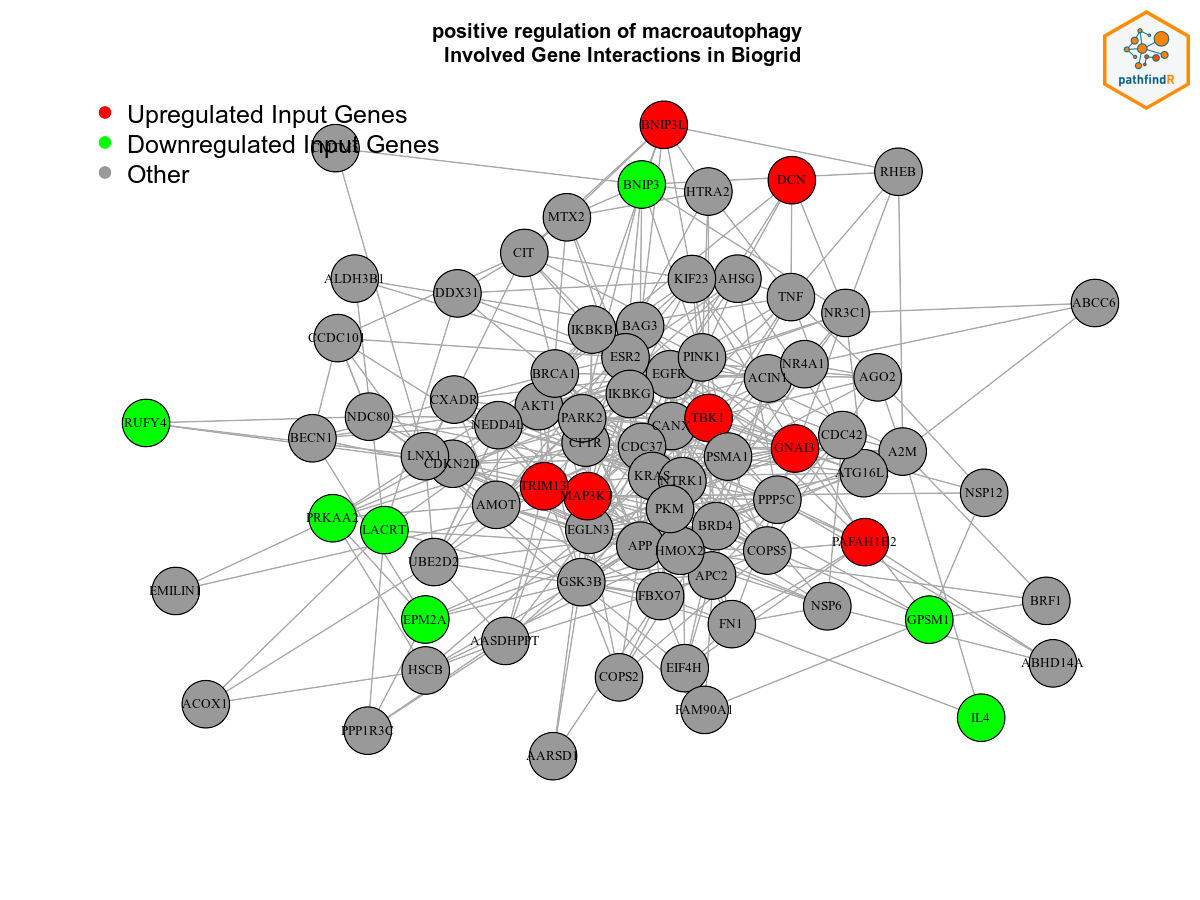 positive regulation of macroautophagy
Involved Gene Interactions in Biogrid
pathfindR
Upregulated Input Genes
Downregulated Input Genes
Other
BNIP3L
BNIP3
HTRA2
DCN
RHEB
MTX2
CIT
ALDH3B1
DDX31
KIF23
AHSG
TNF
NR3C1
ABCC6
CCDC101
IKBKB
BAG3
ESR2
PINK1
BRCA1
EGFR
ACIN1
NR4A1
AGO2
IKBKG
CXADR
AKT1
NDC80
PARK2
CANX
TBK1
RUFY4
BECN1
NEDD4L
CFTR
CDC37
GNAI3
CDC42
A2M
LNX1
CDKN2D
PSMA1
KRAS
NTRK1
ATG16L
TRIM13
MAP3K7
NSP12
AMOT
PKM
PPP5C
PRKAA2
LACRT
EGLN3
BRD4
PAFAH1B2
APP
HMOX2
COPS5
UBE2D2
GSK3B
APC2
EMILIN1
FBXO7
NSP6
BRF1
EPM2A
FN1
GPSM1
AASDHPPT
HSCB
COPS2
EIF4H
ABHD14A
ACOX1
FAM90A1
IL4
PPP1R3C
AARSD1